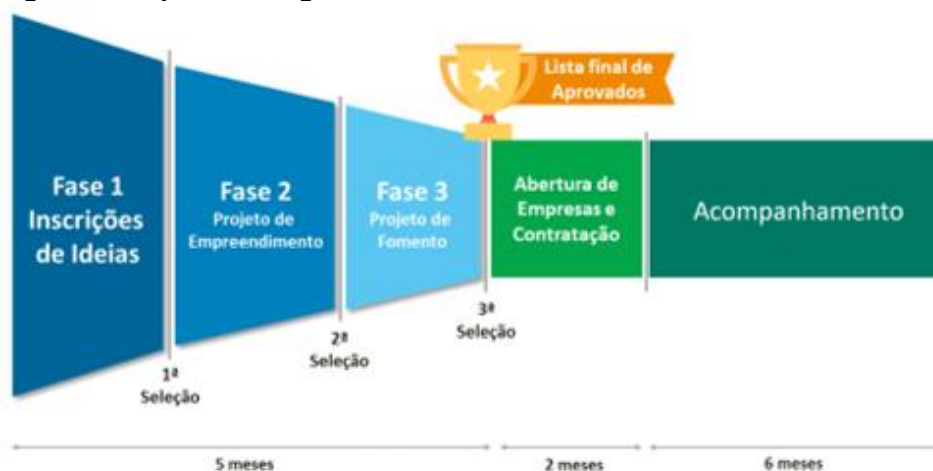 Lista final de
Aprovados
Fase 1
Inscrições
de Ideias
Fase 2
Projeto de
Empreendimento
Fase 3
Projeto de
Fomento
Abertura de
Empresas e
Contratação
Acompanhamento
1ª
Seleção
2ª
Seleção
3ª
Seleção
5 meses
2 meses
6 meses